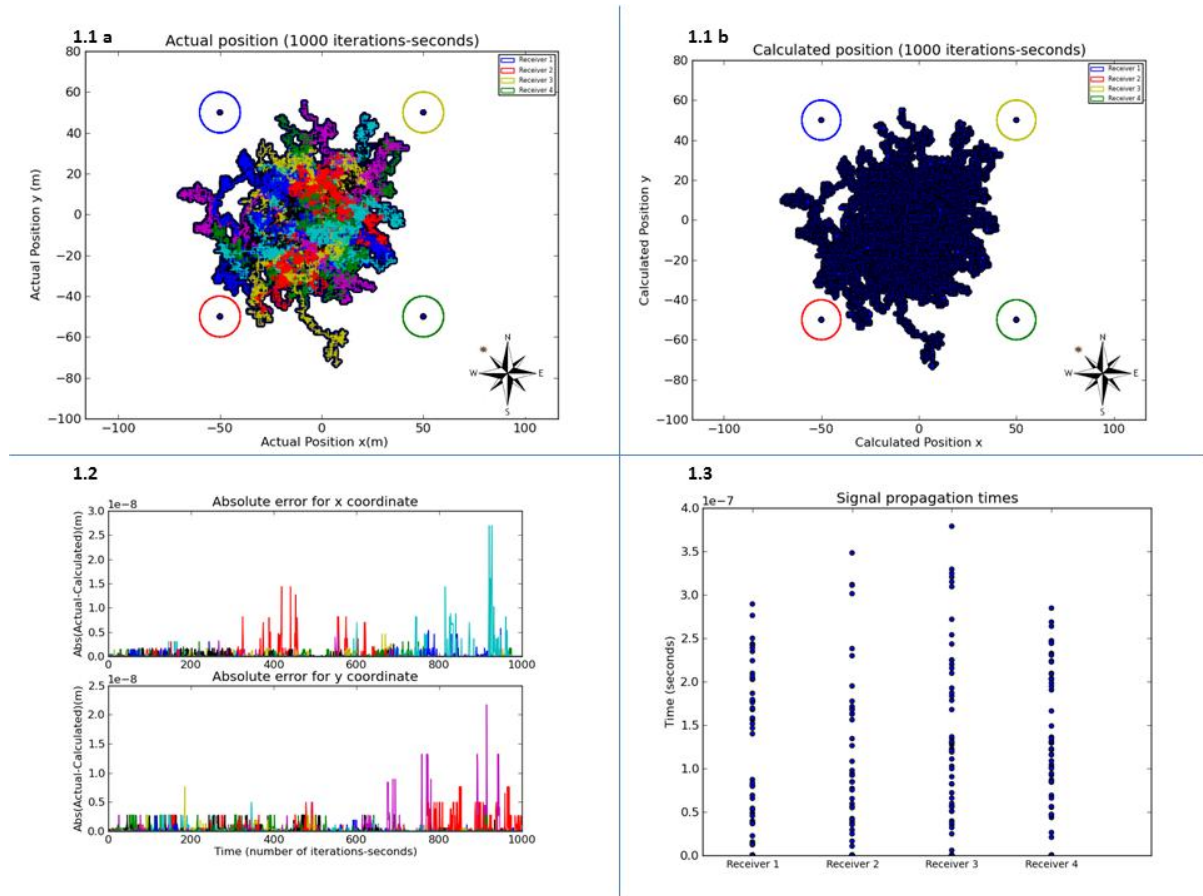 1.1 a
Actual position (1000 iterations-seconds)
Receiver 1
Receiver 2
Receiver 3
Receiver 4
80
60
40
20
0
−20
−40
−60
−80
−100
Actual Position y (m)
−100
−50
0
50
100
Actual Position x(m)
N
W
E
S
1.1 b
Calculated position (1000 iterations-seconds)
Receiver 1
Receiver 2
Receiver 3
Receiver 4
80
60
40
20
0
−20
−40
−60
−80
−100
Calculated Position y
−100
−50
0
50
100
Calculated Position x
N
W
E
S
1.2
Absolute error for x coordinate
1e−8
3.0
2.5
2.0
1.5
1.0
0.5
0.0
Abs(Actual-Calculated)(m)
0
200
400
600
800
1000
Absolute error for y coordinate
1e−8
2.5
2.0
1.5
1.0
0.5
0.0
Abs(Actual-Calculated)(m)
0
200
400
600
800
1000
Time (number of iterations-seconds)
1.3
Signal propagation times
1e−7
4.0
3.5
3.0
2.5
2.0
1.5
1.0
0.5
0.0
Time (seconds)
Receiver 1
Receiver 2
Receiver 3
Receiver 4